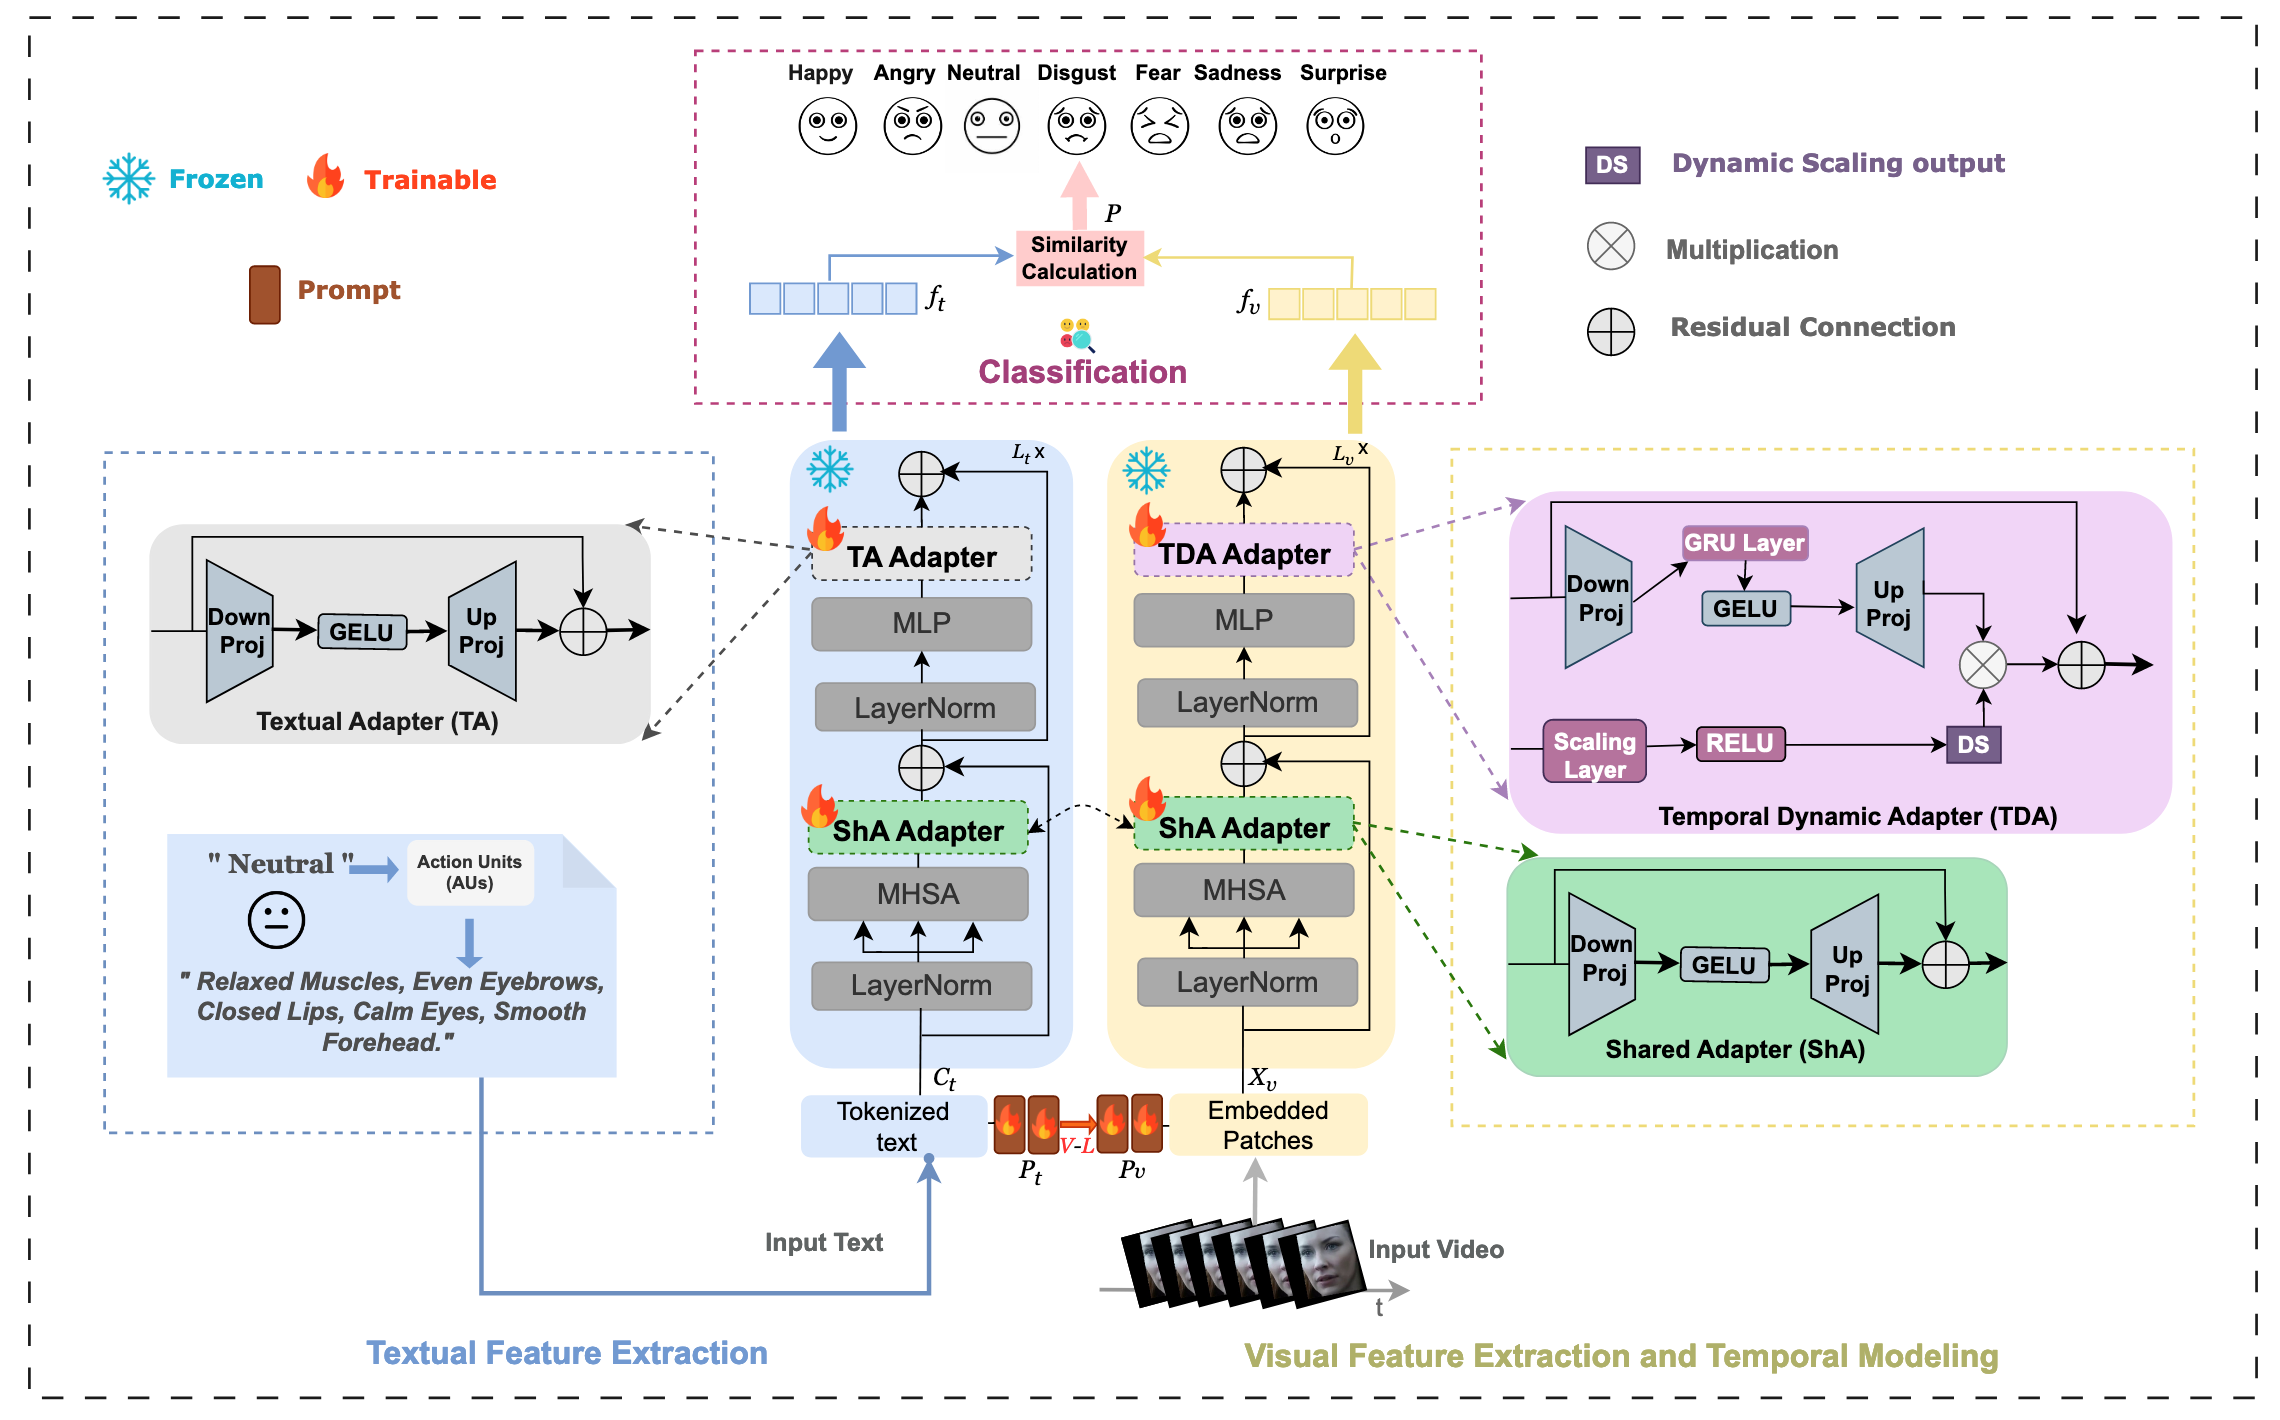 Happy Angry Neutral Disgust Fear Sadness Surprise
Frozen
Trainable
Prompt
DS
Dynamic Scaling output
Multiplication
Residual Connection
P
Similarity
Calculation
f_t
f_v
Classification
L_t x
L_v x
TA Adapter
MLP
LayerNorm
ShA Adapter
MHSA
LayerNorm
C_t
TDA Adapter
MLP
LayerNorm
ShA Adapter
MHSA
LayerNorm
X_v
Down
Proj
GELU
Up
Proj
Textual Adapter (TA)
" Neutral "
Action Units
(AUs)
" Relaxed Muscles, Even Eyebrows,
Closed Lips, Calm Eyes, Smooth
Forehead."
Down
Proj
GRU Layer
GELU
Up
Proj
Scaling
Layer
RELU
DS
Temporal Dynamic Adapter (TDA)
Down
Proj
GELU
Up
Proj
Shared Adapter (ShA)
Tokenized
text
V-L
P_t
P_v
Embedded
Patches
Input Text
Input Video
t
Textual Feature Extraction
Visual Feature Extraction and Temporal Modeling